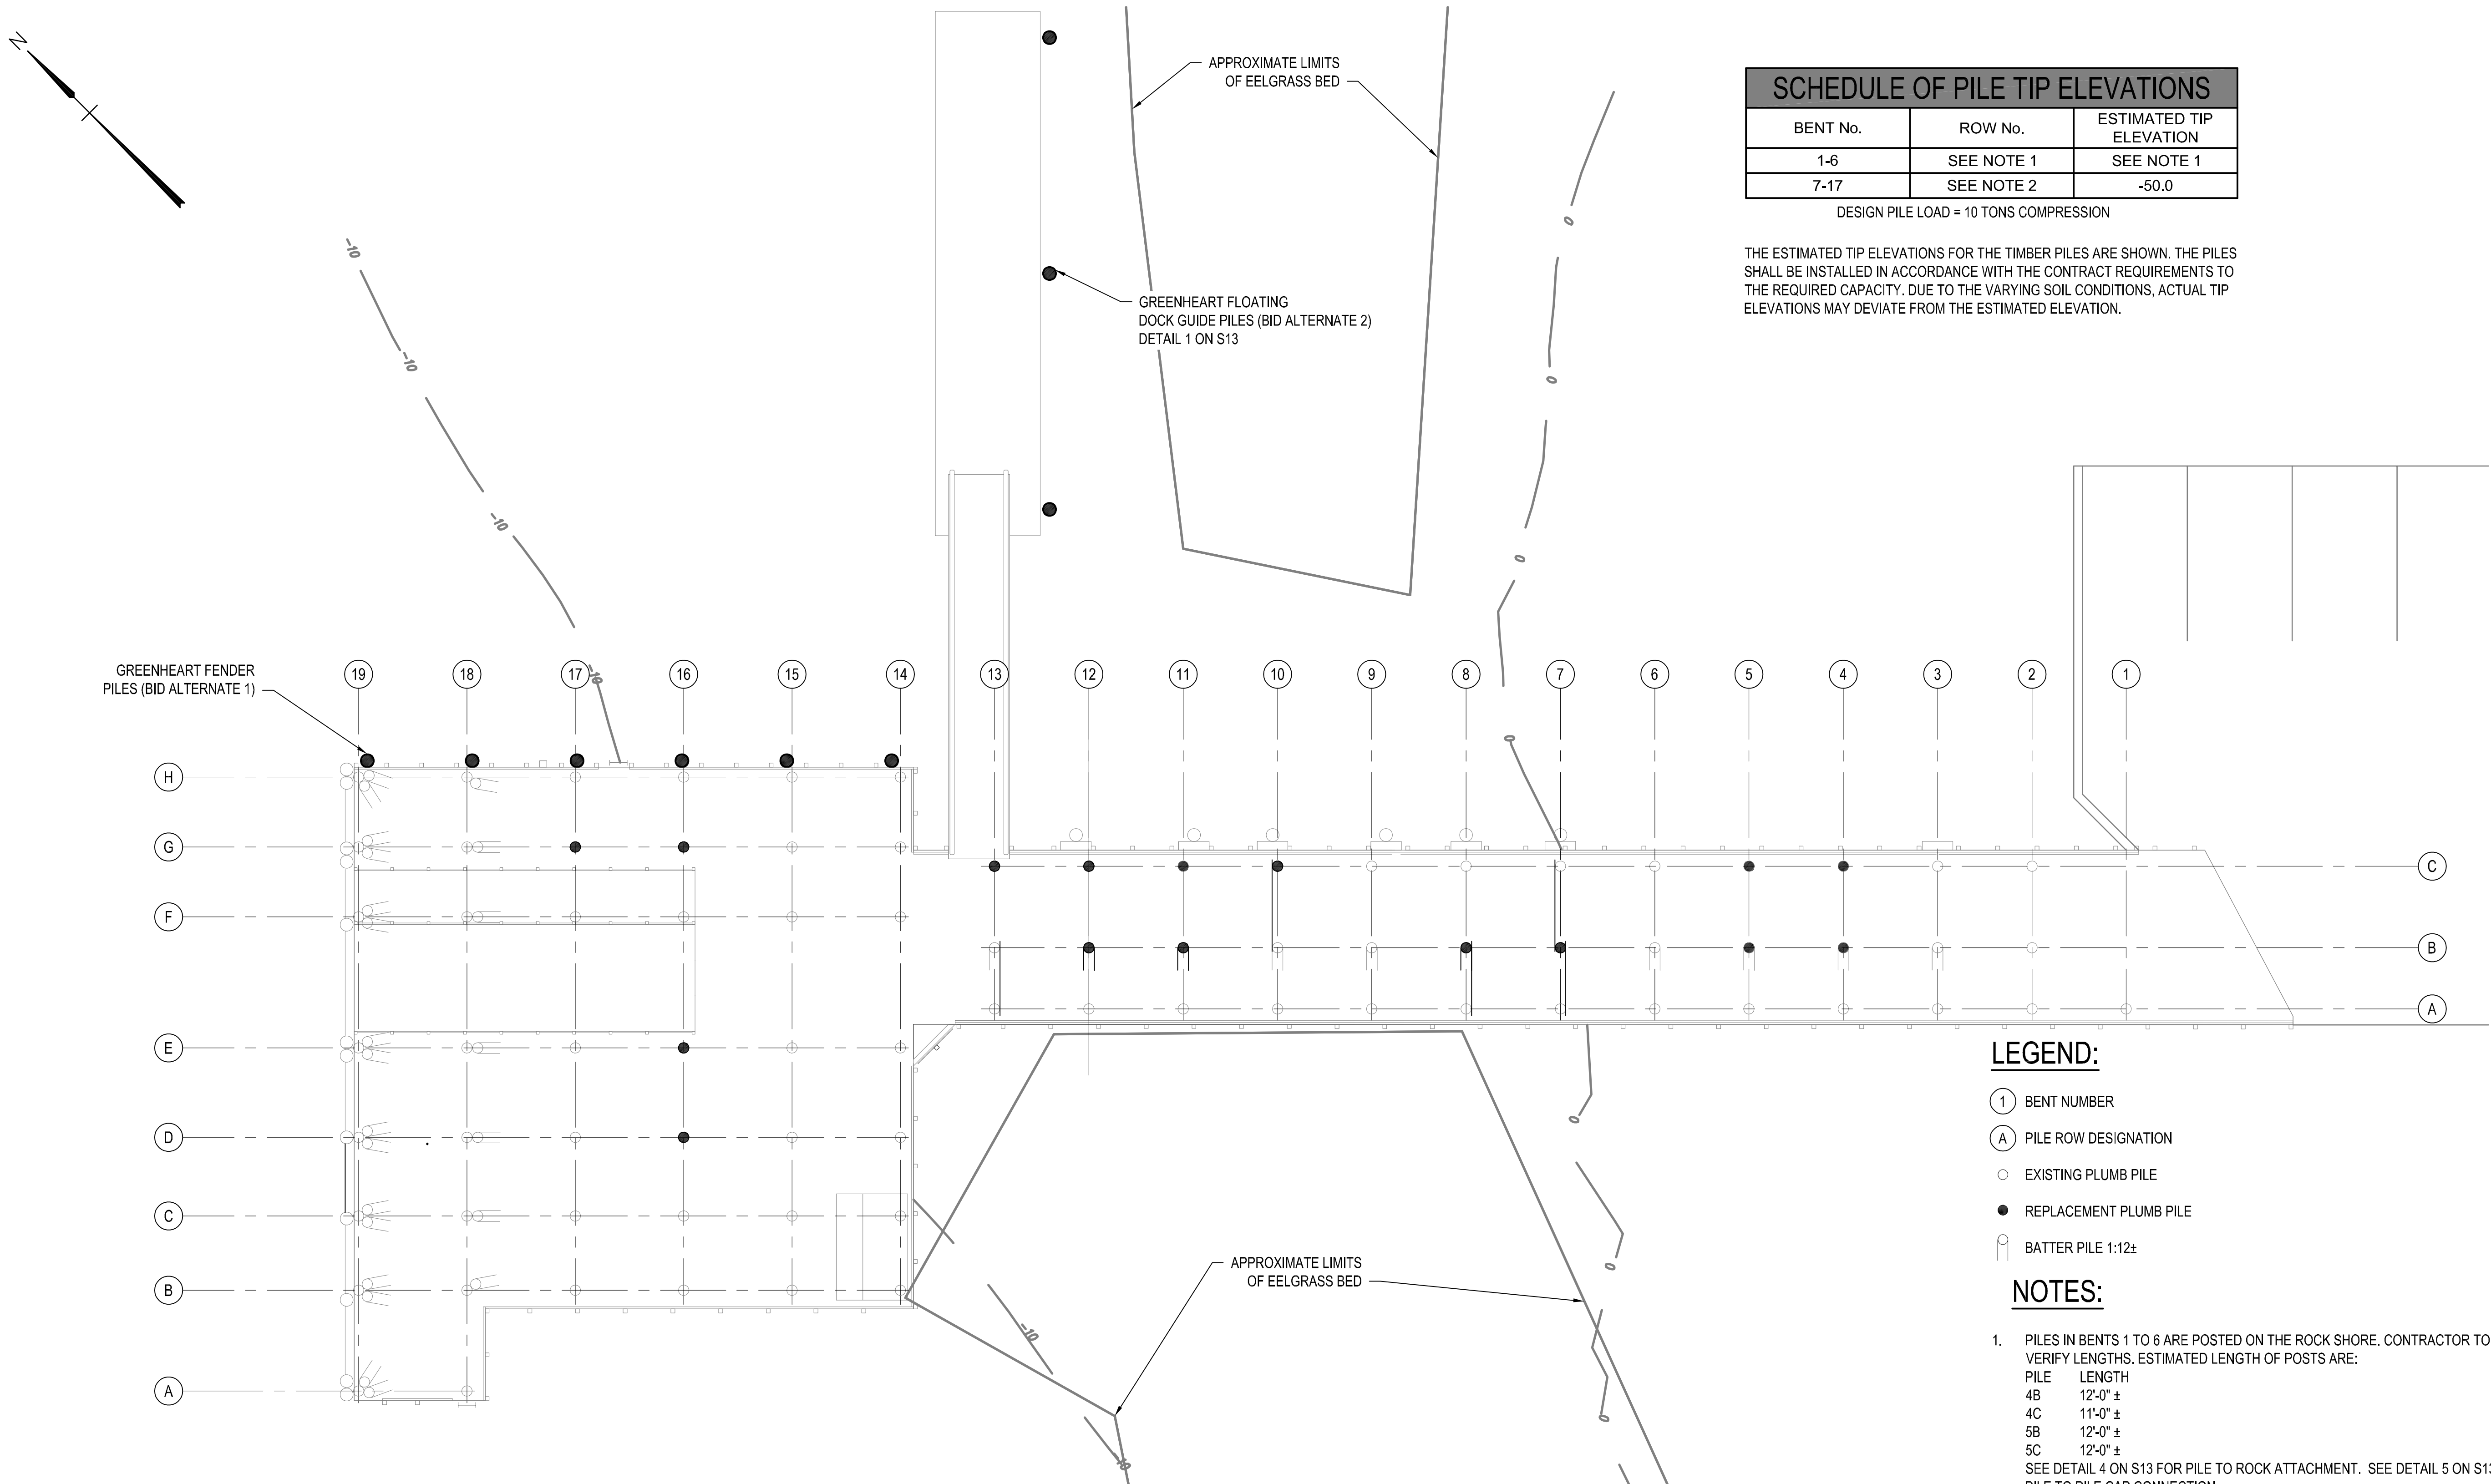 N
APPROXIMATE LIMITS
OF EELGRASS BED
SCHEDULE OF PILE TIP ELEVATIONS
BENT No. ROW No. ESTIMATED TIP ELEVATION
1-6 SEE NOTE 1 SEE NOTE 1
7-17 SEE NOTE 2 -50.0
DESIGN PILE LOAD = 10 TONS COMPRESSION
THE ESTIMATED TIP ELEVATIONS FOR THE TIMBER PILES ARE SHOWN. THE PILES
SHALL BE INSTALLED IN ACCORDANCE WITH THE CONTRACT REQUIREMENTS TO
THE REQUIRED CAPACITY. DUE TO THE VARYING SOIL CONDITIONS, ACTUAL TIP
ELEVATIONS MAY DEVIATE FROM THE ESTIMATED ELEVATION.
-10
-10
-10
-10
0
0
0
0
GREENHEART FLOATING
DOCK GUIDE PILES (BID ALTERNATE 2)
DETAIL 1 ON S13
GREENHEART FENDER
PILES (BID ALTERNATE 1)
19 18 17 16 15 14 13 12 11 10 9 8 7 6 5 4 3 2 1
H
G
F
E
D
C
B
A
C
B
A
0
0
0
-10
-10
APPROXIMATE LIMITS
OF EELGRASS BED
LEGEND:
1 BENT NUMBER
A PILE ROW DESIGNATION
EXISTING PLUMB PILE
REPLACEMENT PLUMB PILE
BATTER PILE 1:12±
NOTES:
1. PILES IN BENTS 1 TO 6 ARE POSTED ON THE ROCK SHORE. CONTRACTOR TO
VERIFY LENGTHS. ESTIMATED LENGTH OF POSTS ARE:
PILE LENGTH
4B 12'-0" ±
4C 11'-0" ±
5B 12'-0" ±
5C 12'-0" ±
SEE DETAIL 4 ON S13 FOR PILE TO ROCK ATTACHMENT. SEE DETAIL 5 ON